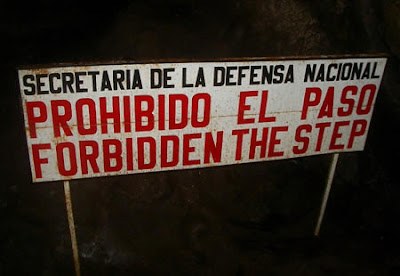 SECRETARIA DE LA DEFENSA NACIONAL
PROHIBIDO EL PASO
FORBIDDEN THE STEP